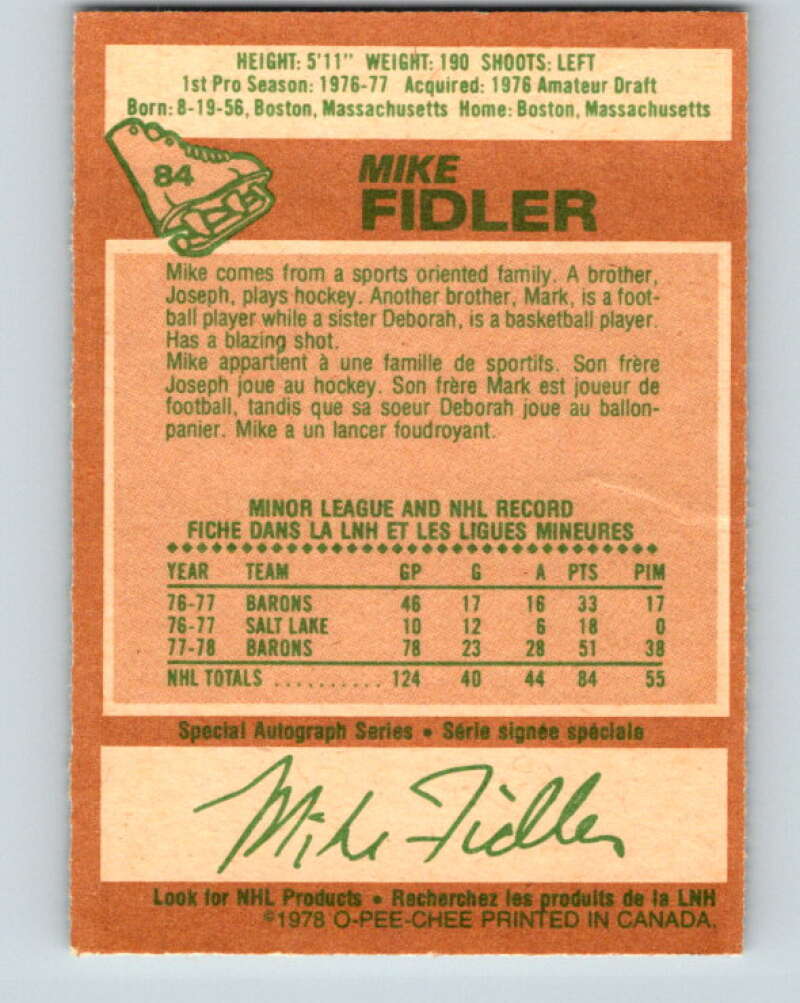 HEIGHT: 5'11" WEIGHT: 190 SHOOTS: LEFT
1st Pro Season: 1976-77 Acquired: 1976 Amateur Draft
Born: 8-19-56, Boston, Massachusetts Home: Boston, Massachusetts
84
MIKE
FIDLER
Mike comes from a sports oriented family. A brother,
Joseph, plays hockey. Another brother, Mark, is a foot-
ball player while a sister Deborah, is a basketball player.
Has a blazing shot.
Mike appartient à une famille de sportifs. Son frère
Joseph joue au hockey. Son frère Mark est joueur de
football, tandis que sa soeur Deborah joue au ballon-
panier. Mike a un lancer foudroyant.
MINOR LEAGUE AND NHL RECORD
FICHE DANS LA LNH ET LES LIGUES MINEURES
YEAR TEAM GP G A PTS PIM
76-77 BARONS 46 17 16 33 17
76-77 SALT LAKE 10 12 6 18 0
77-78 BARONS 78 23 28 51 38
NHL TOTALS .......... 124 40 44 84 55
Special Autograph Series • Série signée spéciale
Mike Fidler
Look for NHL Products • Recherchez les produits de la LNH
©1978 O-PEE-CHEE PRINTED IN CANADA.